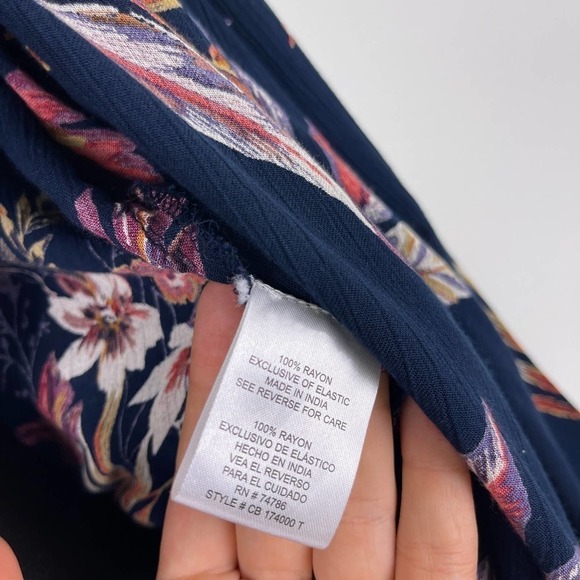 100% RAYON
EXCLUSIVE OF ELASTIC
MADE IN INDIA
SEE REVERSE FOR CARE
100% RAYON
EXCLUSIVO DE ELÁSTICO
HECHO EN INDIA
VEA EL REVERSO
PARA EL CUIDADO
RN # 74786
STYLE # CB 174000 T